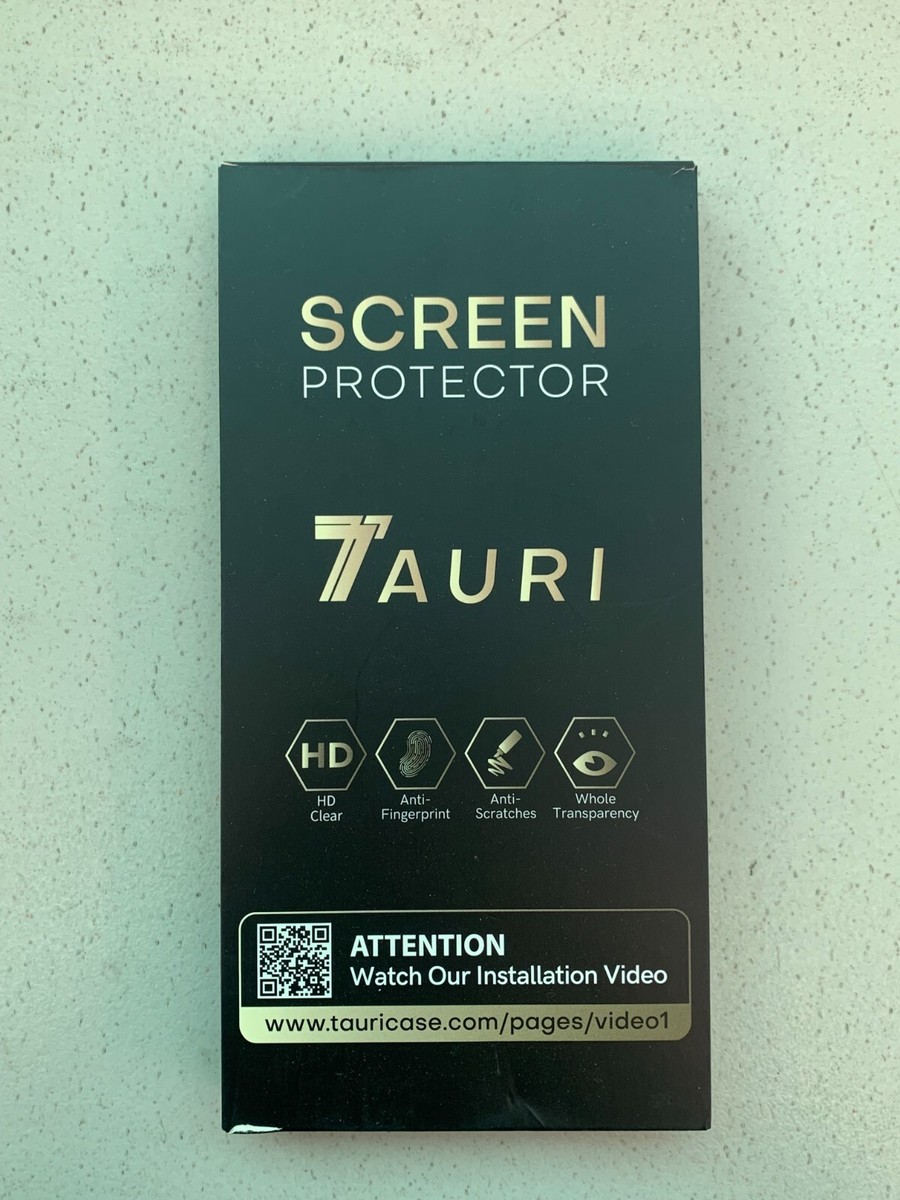 SCREEN
PROTECTOR
TAURI
HD
HD
Clear
Anti-
Fingerprint
Anti-
Scratches
Whole
Transparency
ATTENTION
Watch Our Installation Video
www.tauricase.com/pages/video1